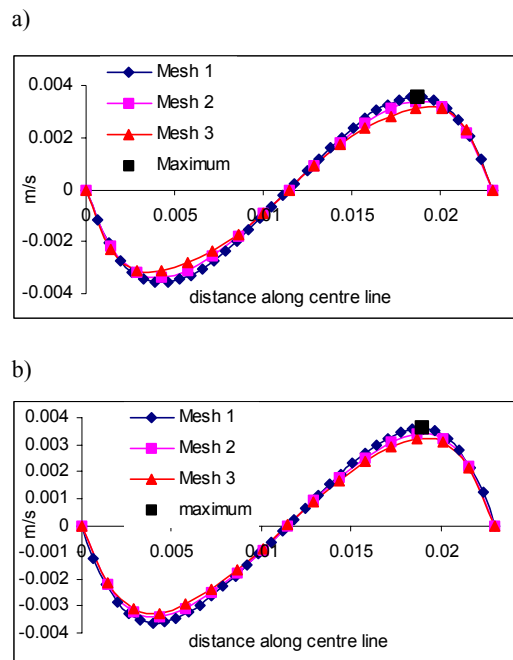 a)
Mesh 1
Mesh 2
Mesh 3
Maximum
0.004
0.002
0
-0.002
-0.004
m/s
0 0.005 0.01 0.015 0.02
distance along centre line
b)
Mesh 1
Mesh 2
Mesh 3
maximum
0.004
0.003
0.002
0.001
0
-0.001
-0.002
-0.003
-0.004
m/s
0 0.005 0.01 0.015 0.02
distance along centre line